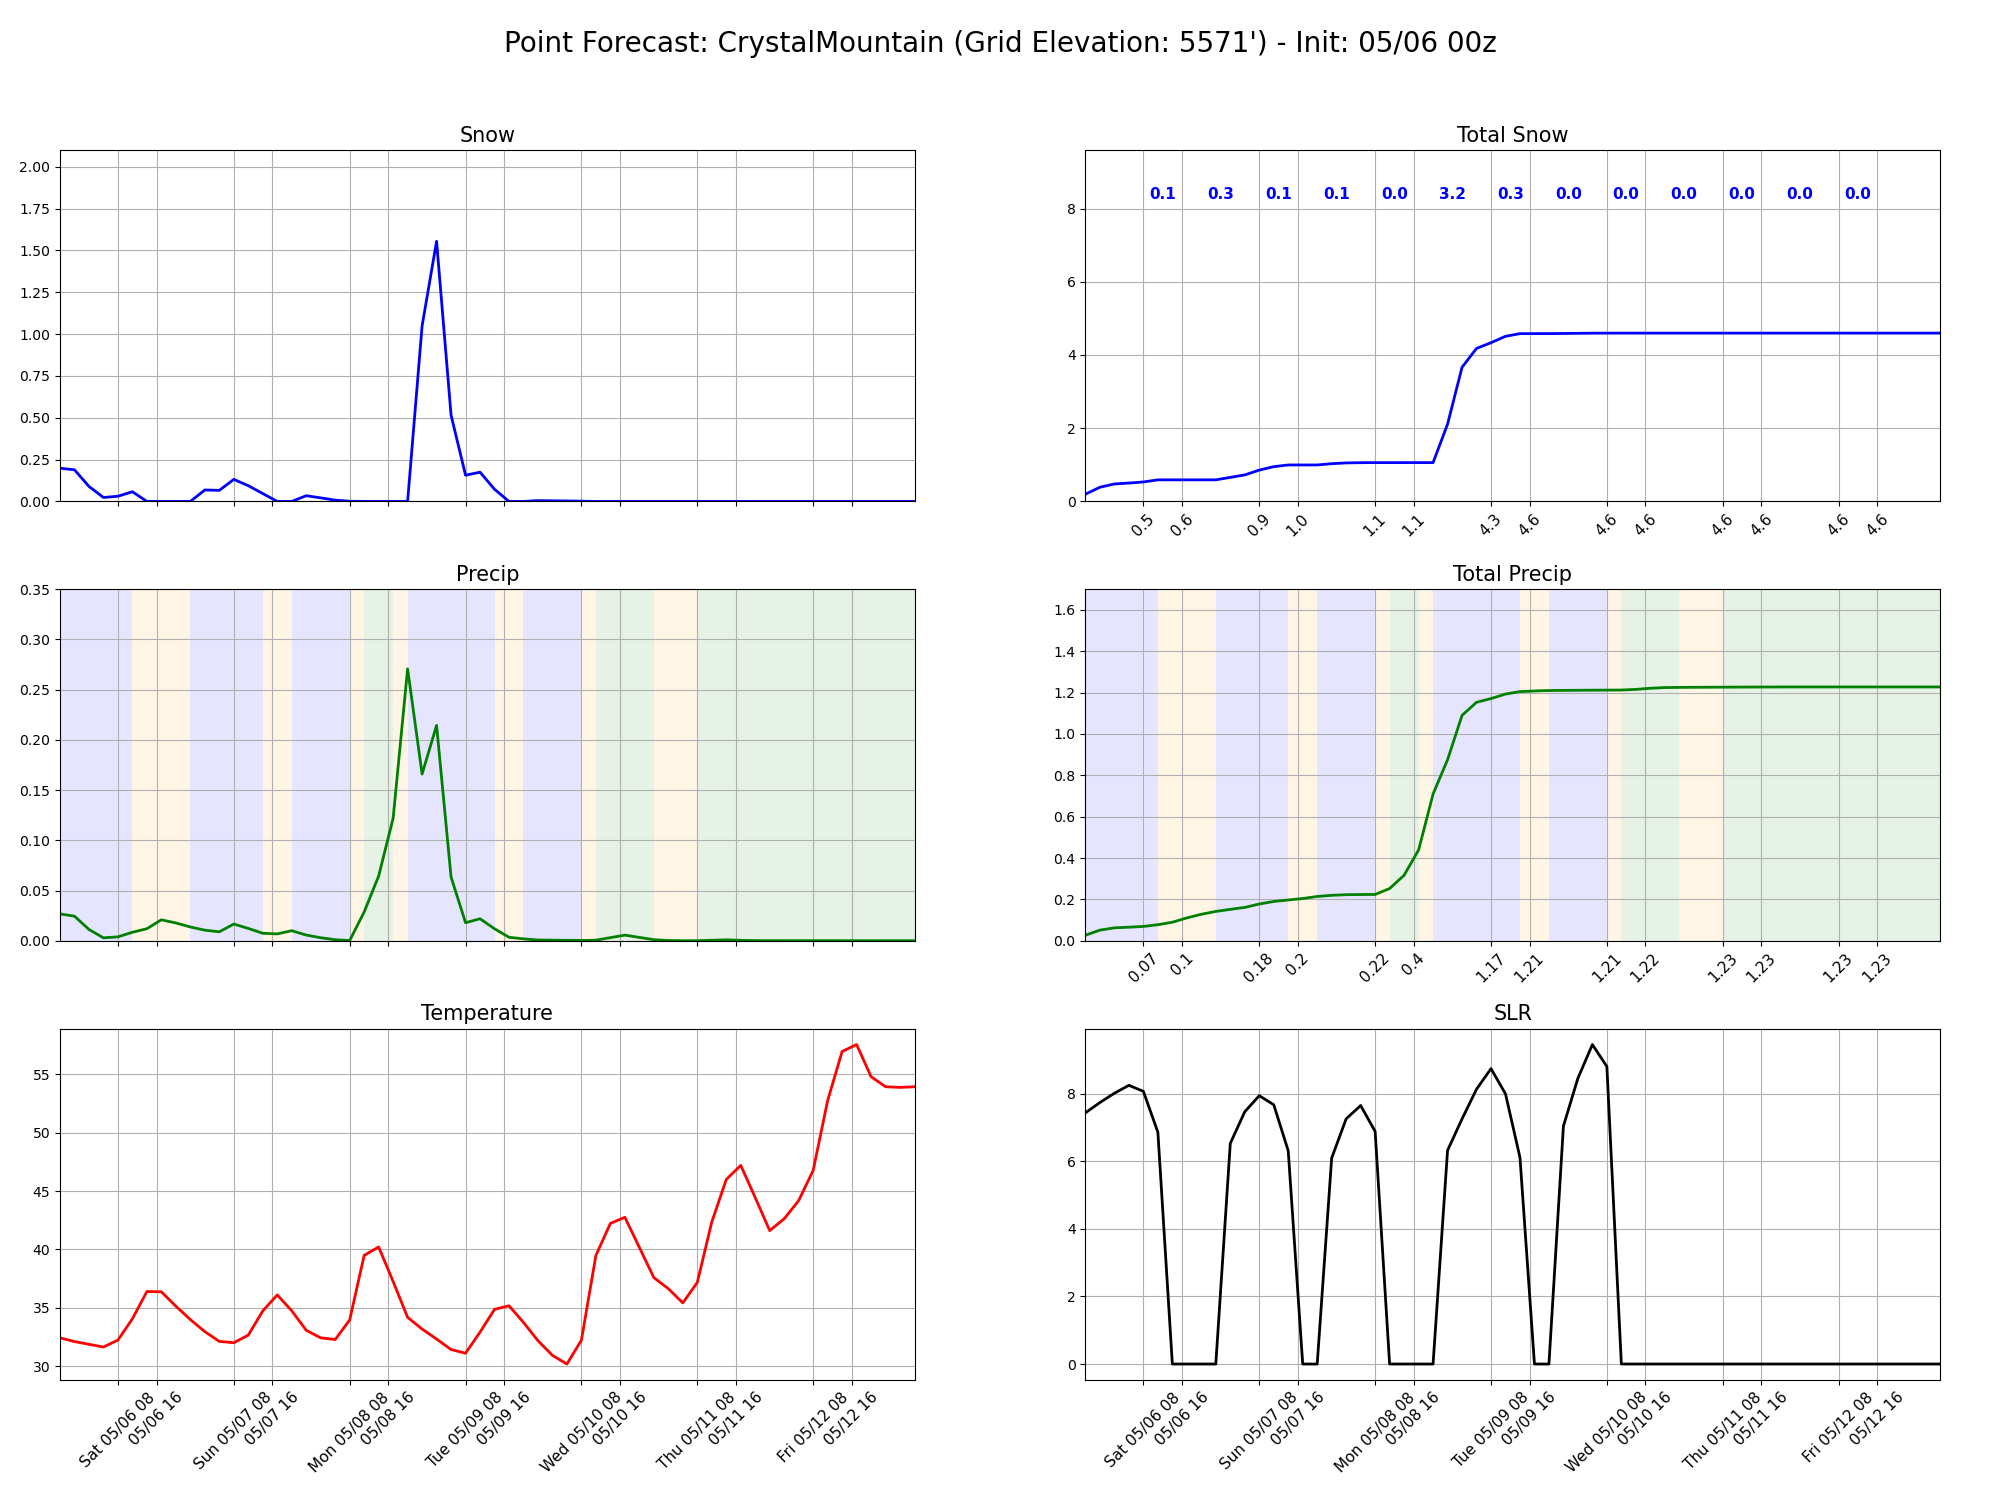 Point Forecast: CrystalMountain (Grid Elevation: 5571') - Init: 05/06 00z
Snow
2.00
1.75
1.50
1.25
1.00
0.75
0.50
0.25
0.00
Total Snow
0.1 0.3 0.1 0.1 0.0 3.2 0.3 0.0 0.0 0.0 0.0 0.0 0.0
8
6
4
2
0
0.5 0.6 0.9 1.0 1.1 1.1 4.3 4.6 4.6 4.6 4.6 4.6 4.6 4.6
Precip
0.35
0.30
0.25
0.20
0.15
0.10
0.05
0.00
Total Precip
1.6
1.4
1.2
1.0
0.8
0.6
0.4
0.2
0.0
0.07 0.1 0.18 0.2 0.22 0.4 1.17 1.21 1.21 1.22 1.23 1.23 1.23 1.23
Temperature
55
50
45
40
35
30
Sat 05/06 08
05/06 16
Sun 05/07 08
05/07 16
Mon 05/08 08
05/08 16
Tue 05/09 08
05/09 16
Wed 05/10 08
05/10 16
Thu 05/11 08
05/11 16
Fri 05/12 08
05/12 16
SLR
8
6
4
2
0
Sat 05/06 08
05/06 16
Sun 05/07 08
05/07 16
Mon 05/08 08
05/08 16
Tue 05/09 08
05/09 16
Wed 05/10 08
05/10 16
Thu 05/11 08
05/11 16
Fri 05/12 08
05/12 16